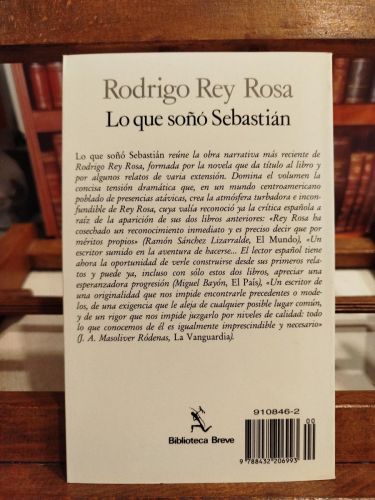 Rodrigo Rey Rosa
Lo que soñó Sebastián
Lo que soñó Sebastián reúne la obra narrativa más reciente de
Rodrigo Rey Rosa, formada por la novela que da título al libro y
por algunos relatos de varia extensión. Domina el volumen la
concisa tensión dramática que, en un mundo centroamericano
poblado de presencias atávicas, crea la atmósfera turbadora e incon-
fundible de Rey Rosa, cuya valía reconoció ya la crítica española a
raíz de la aparición de sus dos libros anteriores: «Rey Rosa ha
cosechado un reconocimiento inmediato y es preciso decir que por
méritos propios» (Ramón Sánchez Lizarralde, El Mundo), «Un
escritor sumido en la aventura de hacerse... El lector español tiene
ahora la oportunidad de verle construirse desde sus primeros rela-
tos y puede ya, incluso con sólo estos dos libros, apreciar una
esperanzadora progresión (Miguel Bayón, El País), «Un escritor de
una originalidad que nos impide encontrarle precedentes o mode-
los, de una exigencia que le aleja de cualquier posible lugar común,
y de un rigor que nos impide juzgarlo por niveles de calidad: todo
lo que conocemos de él es igualmente imprescindible y necesario»
(J. A. Masoliver Ródenas, La Vanguardia).
910846-2
00
9 788432 206993
Biblioteca Breve